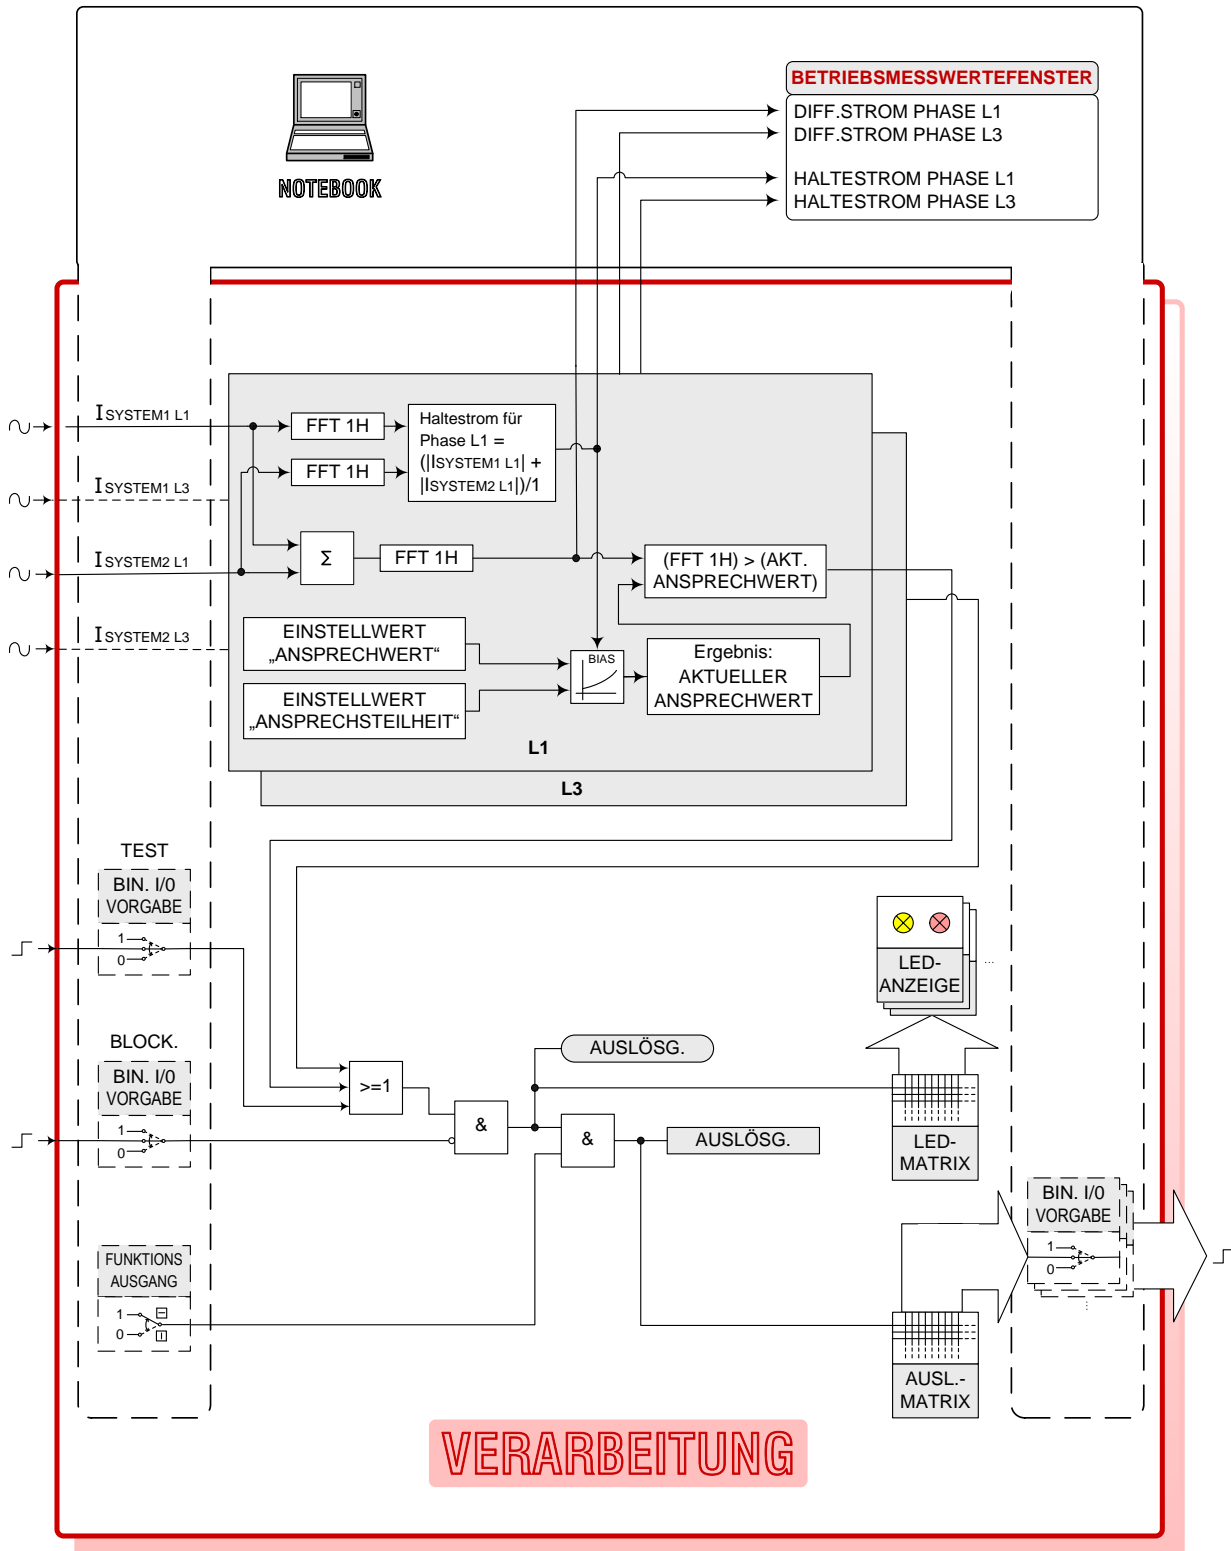 BETRIEBSMESSWERTEFENSTER
DIFF.STROM PHASE L1
DIFF.STROM PHASE L3
HALTESTROM PHASE L1
HALTESTROM PHASE L3
NOTEBOOK
ISYSTEM1 L1
ISYSTEM1 L3
ISYSTEM2 L1
ISYSTEM2 L3
FFT 1H
FFT 1H
Haltestrom für
Phase L1 =
(|ISYSTEM1 L1| +
|ISYSTEM2 L1|)/1
Σ
FFT 1H
(FFT 1H) > (AKT.
ANSPRECHWERT)
EINSTELLWERT
„ANSPRECHWERT“
EINSTELLWERT
„ANSPRECHSTEILHEIT“
BIAS
Ergebnis:
AKTUELLER
ANSPRECHWERT
L1
L3
TEST
BIN. I/0
VORGABE
1
0
BLOCK.
BIN. I/0
VORGABE
1
0
FUNKTIONS
AUSGANG
1
0
>=1
&
&
AUSLÖSG.
AUSLÖSG.
LED-
ANZEIGE
...
LED-
MATRIX
BIN. I/0
VORGABE
1
0
...
AUSL.-
MATRIX
VERARBEITUNG